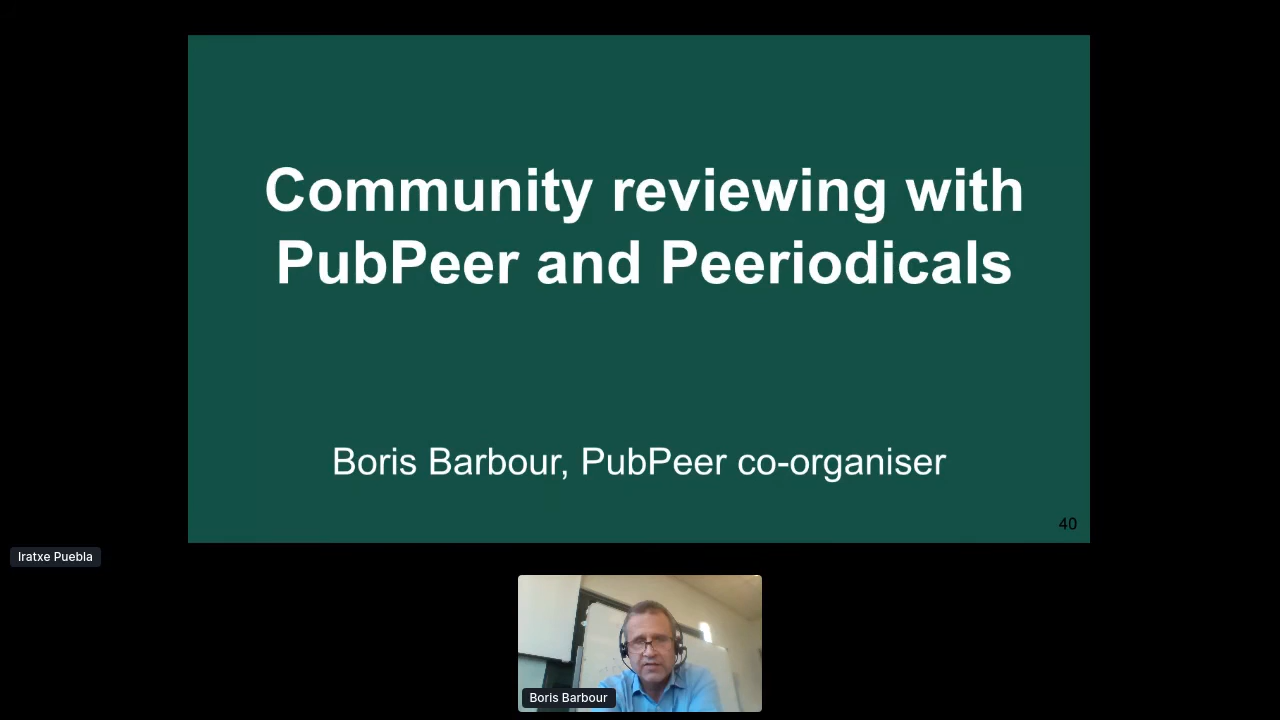 Community reviewing with
PubPeer and Peeriodicals
Boris Barbour, PubPeer co-organiser
40
Iratxe Puebla
Boris Barbour